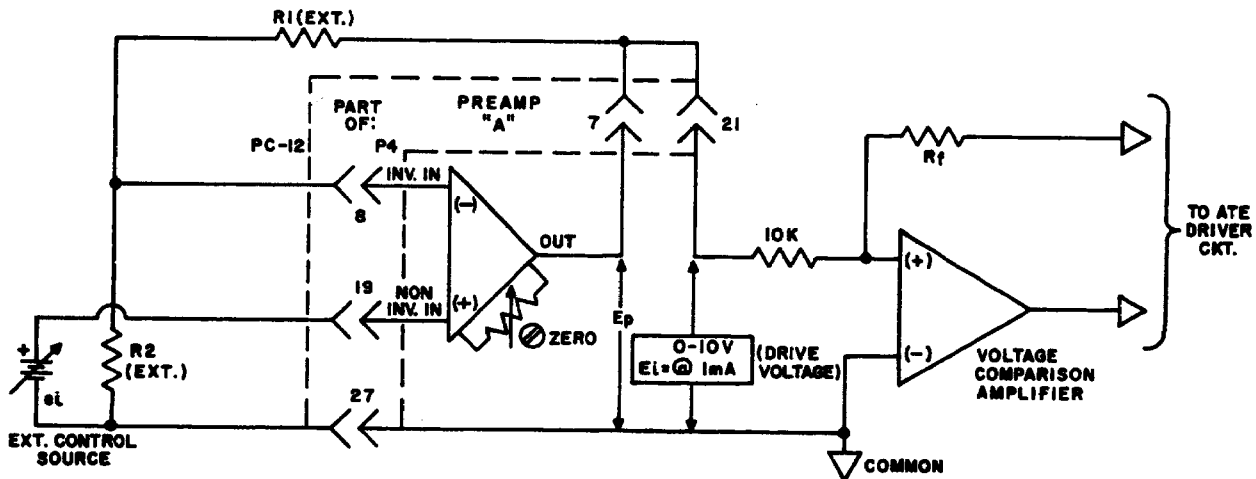 R1 (EXT.)
PART
OF:
PREAMP
"A"
PC-12
P4
7
21
INV. IN
(-)
8
OUT
NON
INV. IN
(+)
19
ZERO
Ep
0-10V
Ei=@ 1mA
(DRIVE
VOLTAGE)
10K
Rf
(+)
(-)
VOLTAGE
COMPARISON
AMPLIFIER
TO ATE
DRIVER
CKT.
+
ei
R2
(EXT.)
27
EXT. CONTROL
SOURCE
COMMON